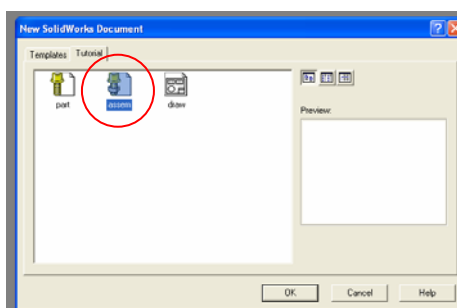 New SolidWorks Document
Templates Tutorial
part assem draw
Preview:
OK Cancel Help